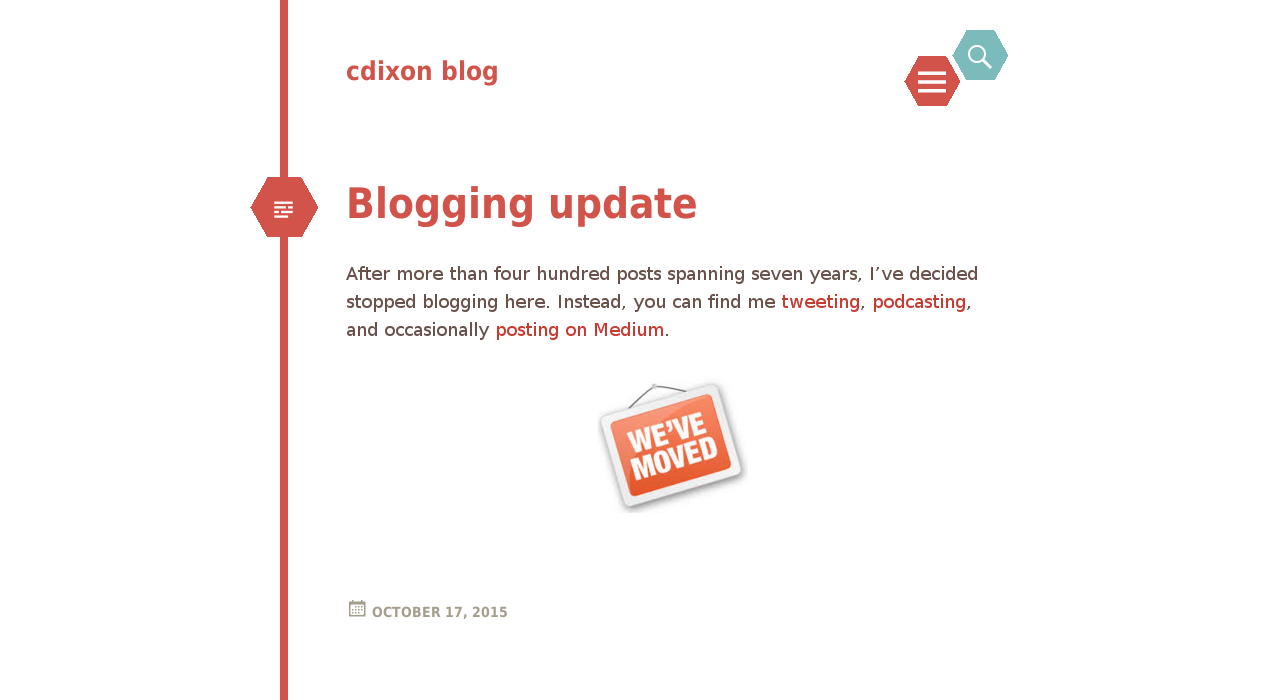 cdixon blog
Blogging update
After more than four hundred posts spanning seven years, I’ve decided
stopped blogging here. Instead, you can find me tweeting, podcasting,
and occasionally posting on Medium.
WE’VE
MOVED
OCTOBER 17, 2015